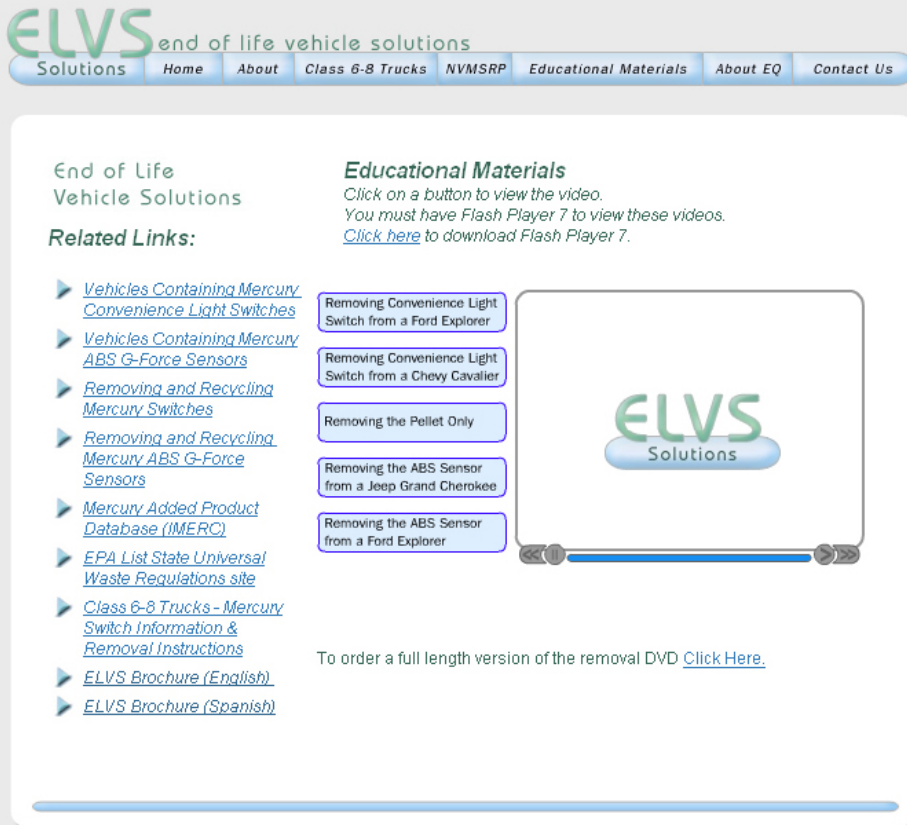 ELVS end of life vehicle solutions
Solutions Home About Class 6-8 Trucks NVMSRP Educational Materials About EQ Contact Us
End of Life
Vehicle Solutions
Related Links:
Vehicles Containing Mercury
Convenience Light Switches
Vehicles Containing Mercury
ABS G-Force Sensors
Removing and Recycling
Mercury Switches
Removing and Recycling
Mercury ABS G-Force
Sensors
Mercury Added Product
Database (IMERC)
EPA List State Universal
Waste Regulations site
Class 6-8 Trucks - Mercury
Switch Information &
Removal Instructions
ELVS Brochure (English)
ELVS Brochure (Spanish)
Educational Materials
Click on a button to view the video.
You must have Flash Player 7 to view these videos.
Click here to download Flash Player 7.
Removing Convenience Light
Switch from a Ford Explorer
Removing Convenience Light
Switch from a Chevy Cavalier
Removing the Pellet Only
Removing the ABS Sensor
from a Jeep Grand Cherokee
Removing the ABS Sensor
from a Ford Explorer
ELVS
Solutions
To order a full length version of the removal DVD Click Here.